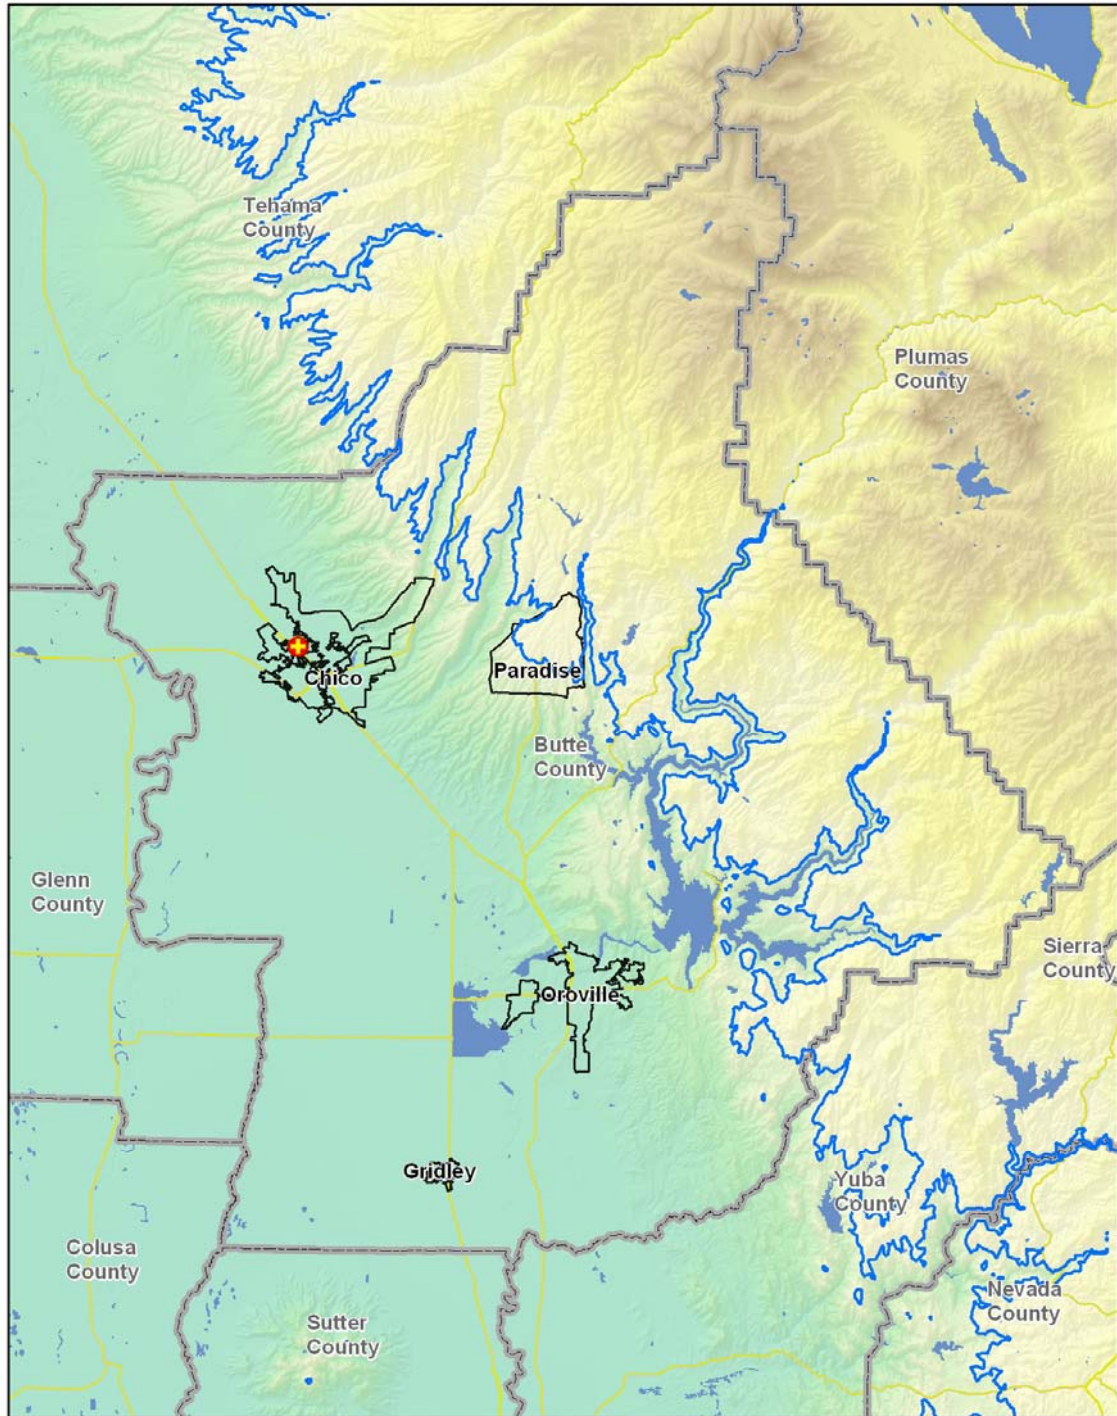 Tehama
County
Plumas
County
Chico
Paradise
Butte
County
Glenn
County
Sierra
County
Oroville
Gridley
Yuba
County
Colusa
County
Nevada
County
Sutter
County